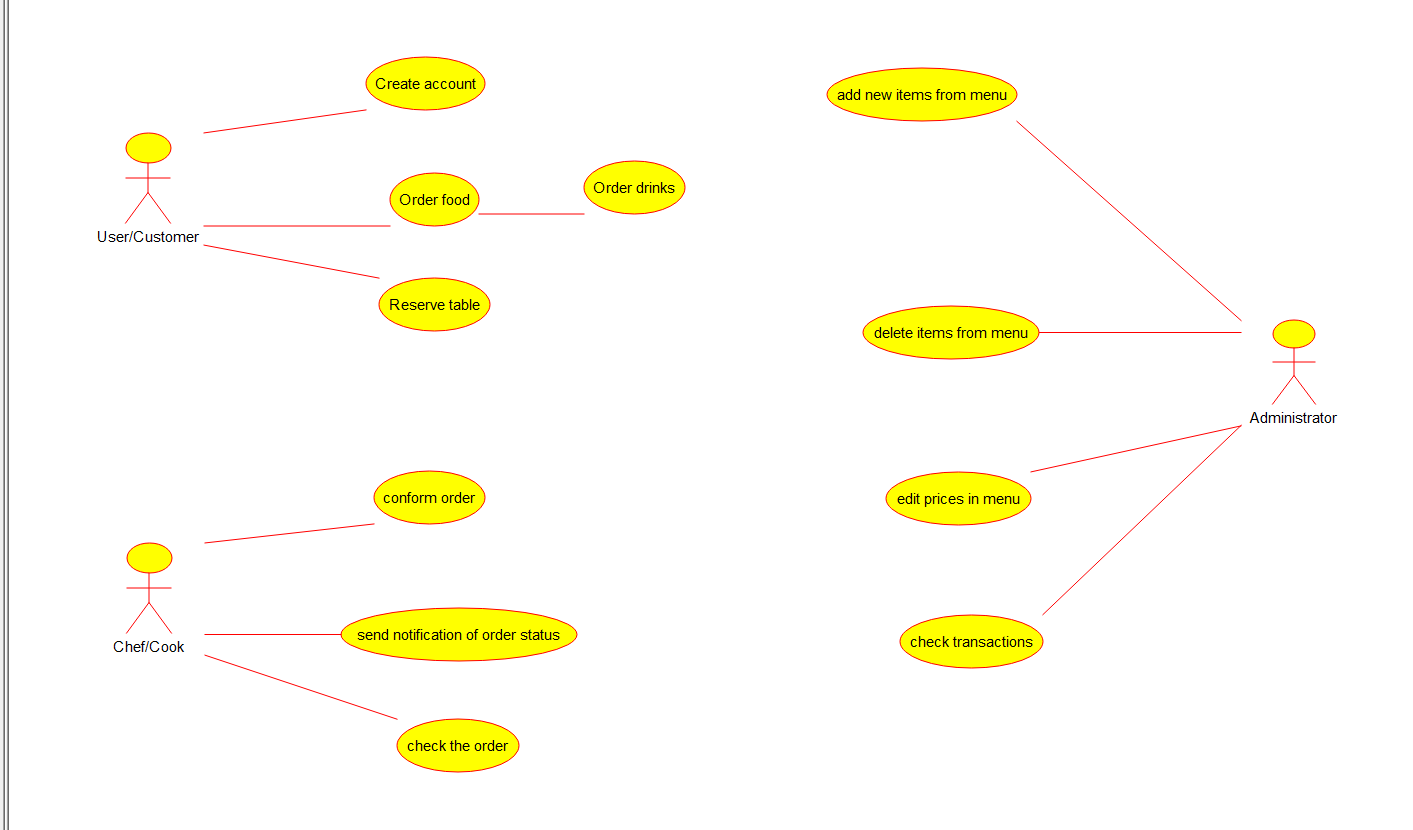 Create account
add new items from menu
Order food
Order drinks
User/Customer
Reserve table
delete items from menu
Administrator
conform order
edit prices in menu
send notification of order status
check transactions
Chef/Cook
check the order